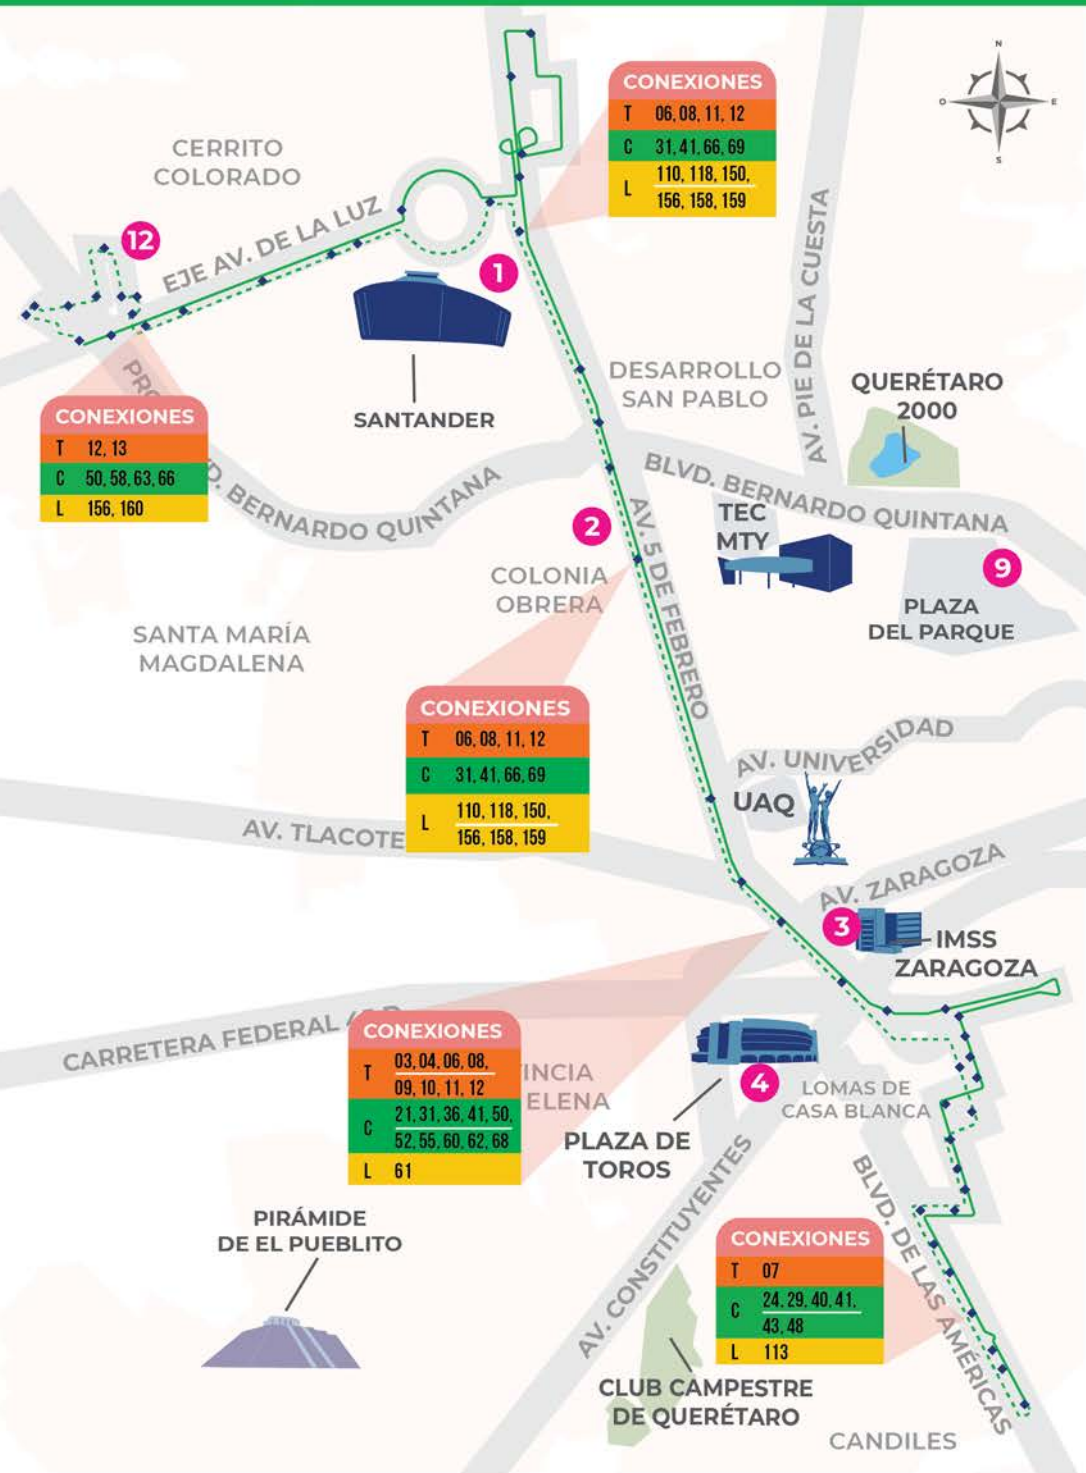 N
O
E
S
CONEXIONES
T 06, 08, 11, 12
C 31, 41, 66, 69
L 110, 118, 150,
156, 158, 159
CERRITO
COLORADO
12
EJE AV. DE LA LUZ
1
SANTANDER
AV. PIE DE LA CUESTA
DESARROLLO
SAN PABLO
QUERÉTARO
2000
CONEXIONES
T 12, 13
C 50, 58, 63, 66
L 156, 160
D. BERNARDO QUINTANA
BLVD. BERNARDO QUINTANA
2
AV. 5 DE FEBRERO
TEC
MTY
9
PLAZA
DEL PARQUE
COLONIA
OBRERA
SANTA MARÍA
MAGDALENA
CONEXIONES
T 06, 08, 11, 12
C 31, 41, 66, 69
L 110, 118, 150,
156, 158, 159
AV. UNIVERSIDAD
UAQ
AV. TLACOTE
AV. ZARAGOZA
3
IMSS
ZARAGOZA
CARRETERA FEDERAL
CONEXIONES
T 03, 04, 06, 08,
09, 10, 11, 12
C 21, 31, 36, 41, 50,
52, 55, 60, 62, 68
L 61
VINCIA
ELENA
4
PLAZA DE
TOROS
LOMAS DE
CASA BLANCA
AV. CONSTITUYENTES
BLVD. DE LAS AMÉRICAS
PIRÁMIDE
DE EL PUEBLITO
CONEXIONES
T 07
C 24, 29, 40, 41,
43, 48
L 113
CLUB CAMPESTRE
DE QUERÉTARO
CANDILES